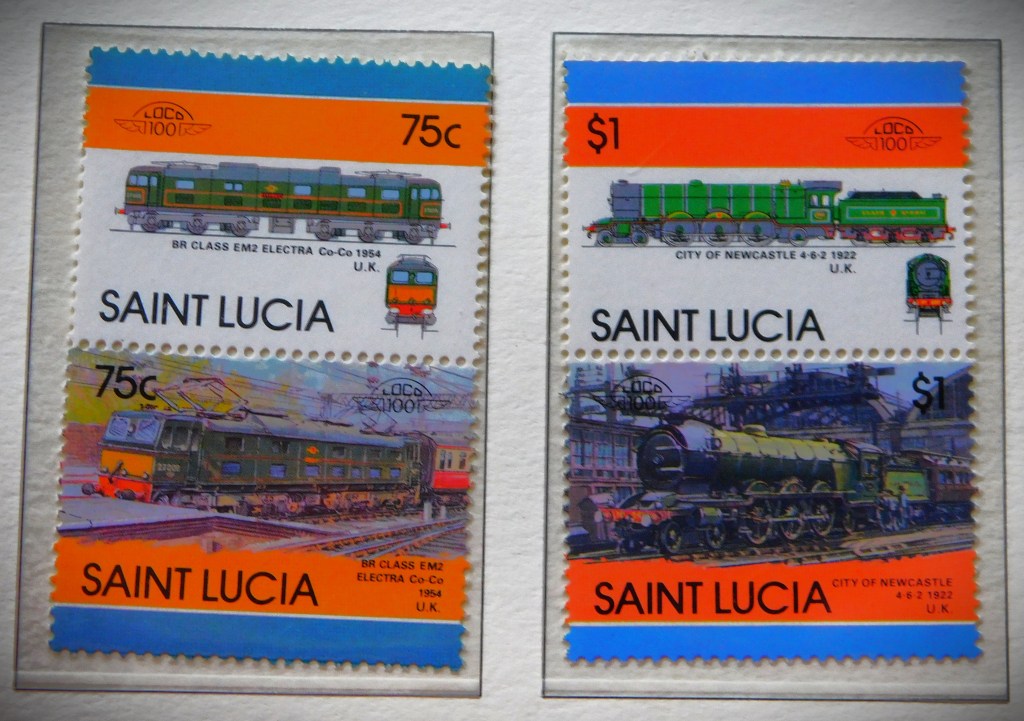 LOCO
100
75c
BR CLASS EM2 ELECTRA Co-Co 1954
U.K.
SAINT LUCIA
75c
LOCO
100
SAINT LUCIA
BR CLASS EM2
ELECTRA Co-Co
1954
U.K.
$1
LOCO
100
CITY OF NEWCASTLE 4-6-2 1922
U.K.
SAINT LUCIA
LOCO
100
$1
SAINT LUCIA
CITY OF NEWCASTLE
4-6-2 1922
U.K.